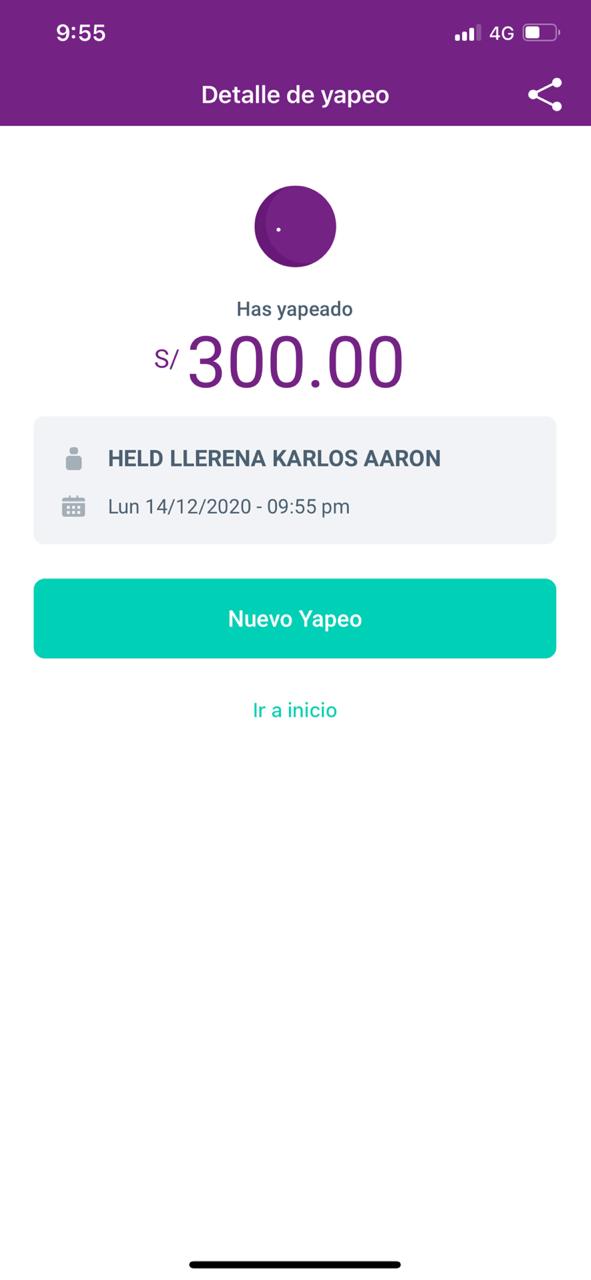 9:55
4G
Detalle de yapeo
Has yapeado
S/ 300.00
HELD LLERENA KARLOS AARON
Lun 14/12/2020 - 09:55 pm
Nuevo Yapeo
Ir a inicio